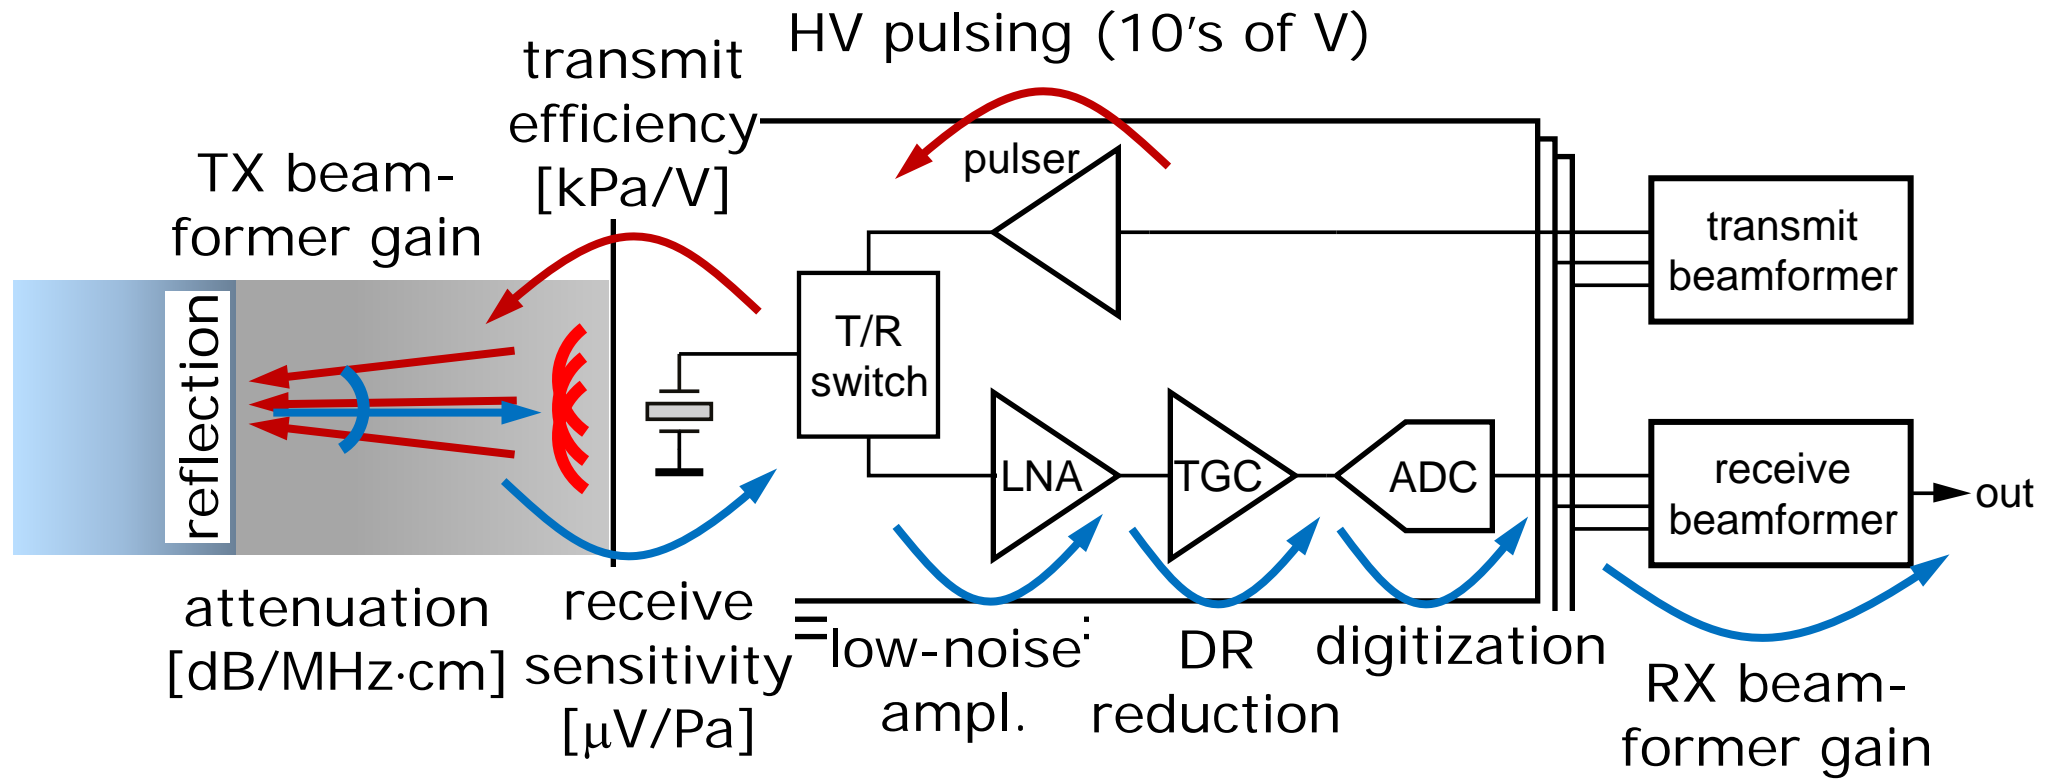 HV pulsing (10's of V)
transmit
efficiency
[kPa/V]
TX beam-
former gain
pulser
transmit
beamformer
T/R
switch
reflection
LNA
TGC
ADC
receive
beamformer
out
attenuation
[dB/MHz·cm]
receive
sensitivity
[μV/Pa]
low-noise
ampl.
DR
reduction
digitization
RX beam-
former gain